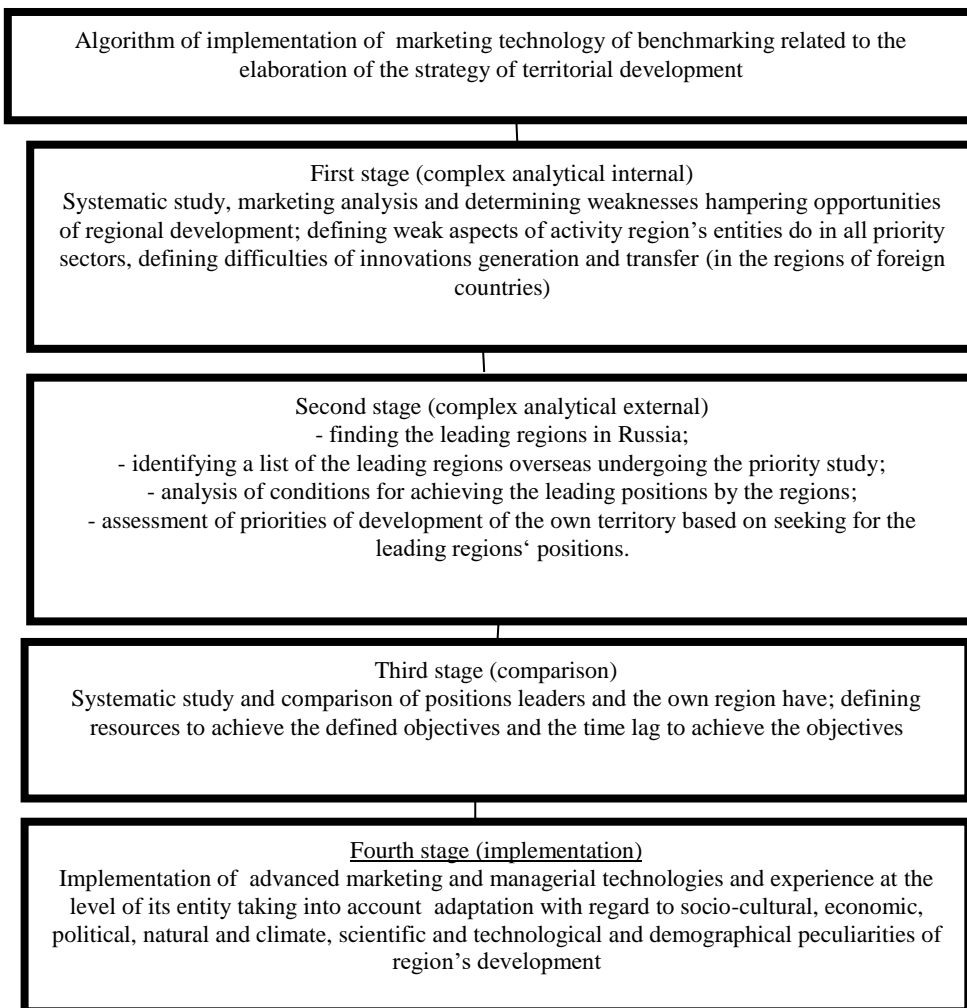 Algorithm of implementation of  marketing technology of benchmarking related to the
elaboration of the strategy of territorial development
First stage (complex analytical internal)
Systematic study, marketing analysis and determining weaknesses hampering opportunities
of regional development; defining weak aspects of activity region’s entities do in all priority
sectors, defining difficulties of innovations generation and transfer (in the regions of foreign
countries)
Second stage (complex analytical external)
- finding the leading regions in Russia;
- identifying a list of the leading regions overseas undergoing the priority study;
- analysis of conditions for achieving the leading positions by the regions;
- assessment of priorities of development of the own territory based on seeking for the
leading regions‘ positions.
Third stage (comparison)
Systematic study and comparison of positions leaders and the own region have; defining
resources to achieve the defined objectives and the time lag to achieve the objectives
Fourth stage (implementation)
Implementation of  advanced marketing and managerial technologies and experience at the
level of its entity taking into account  adaptation with regard to socio-cultural, economic,
political, natural and climate, scientific and technological and demographical peculiarities of
region’s development